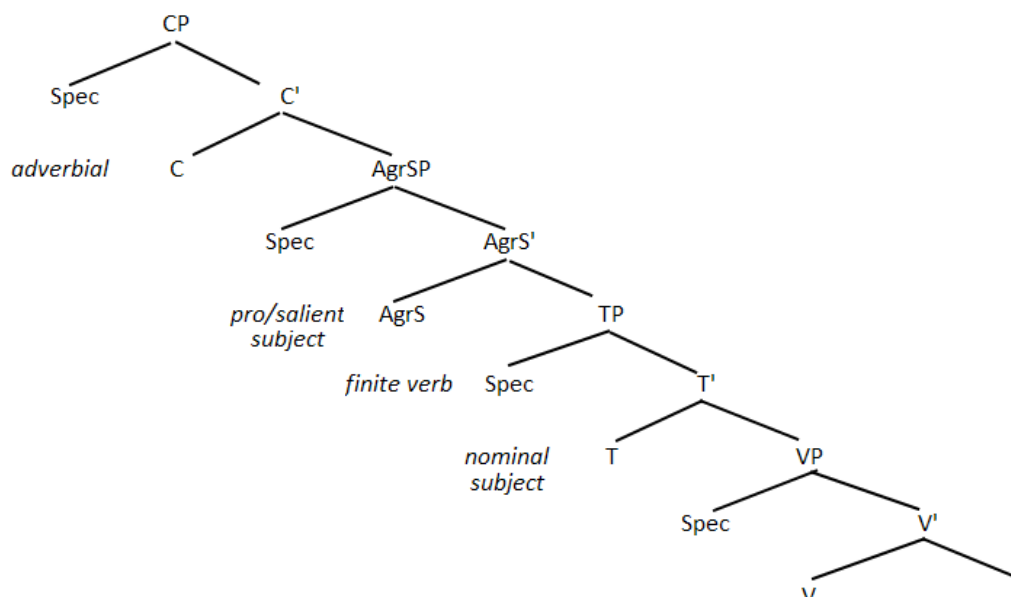 CP
Spec C'
adverbial C AgrSP
Spec AgrS'
pro/salient AgrS TP
subject
finite verb Spec T'
nominal T VP
subject
Spec V'
V